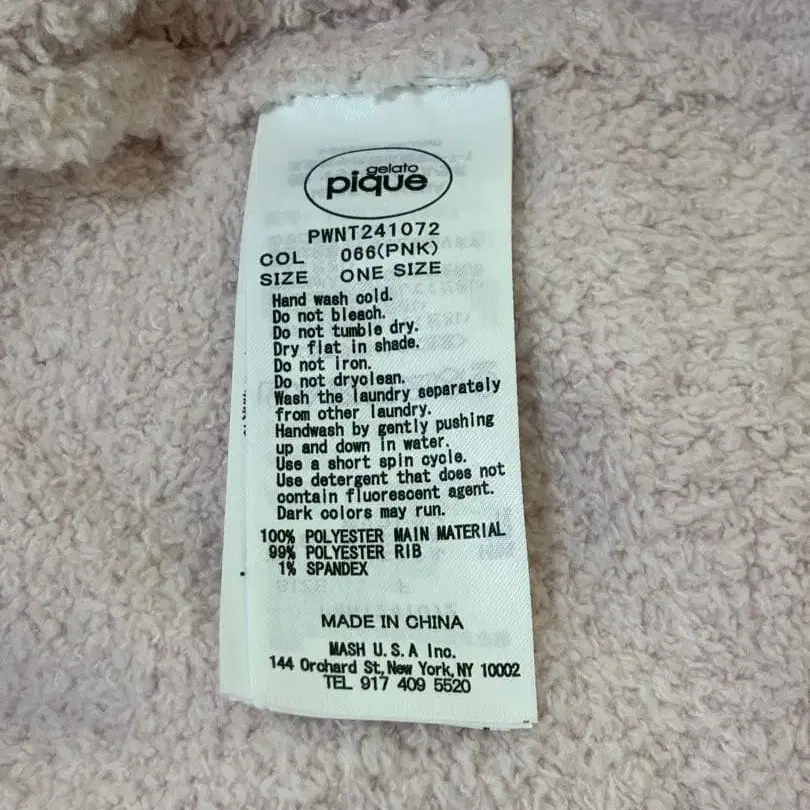 gelato
pique
PWNT241072
COL 066(PNK)
SIZE ONE SIZE
Hand wash cold.
Do not bleach.
Do not tumble dry.
Dry flat in shade.
Do not iron.
Do not dryclean.
Wash the laundry separately
from other laundry.
Handwash by gently pushing
up and down in water.
Use a short spin cycle.
Use detergent that does not
contain fluorescent agent.
Dark colors may run.
100% POLYESTER MAIN MATERIAL
99% POLYESTER RIB
1% SPANDEX
MADE IN CHINA
MASH U.S.A Inc.
144 Orchard St, New York, NY 10002
TEL 917 409 5520